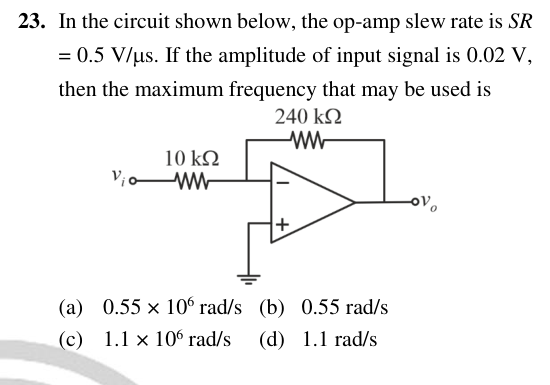 23. In the circuit shown below, the op-amp slew rate is SR
= 0.5 V/μs. If the amplitude of input signal is 0.02 V,
then the maximum frequency that may be used is
240 kΩ
10 kΩ
vᵢ
−
vₒ
+
(a) 0.55 × 10⁶ rad/s (b) 0.55 rad/s
(c) 1.1 × 10⁶ rad/s (d) 1.1 rad/s